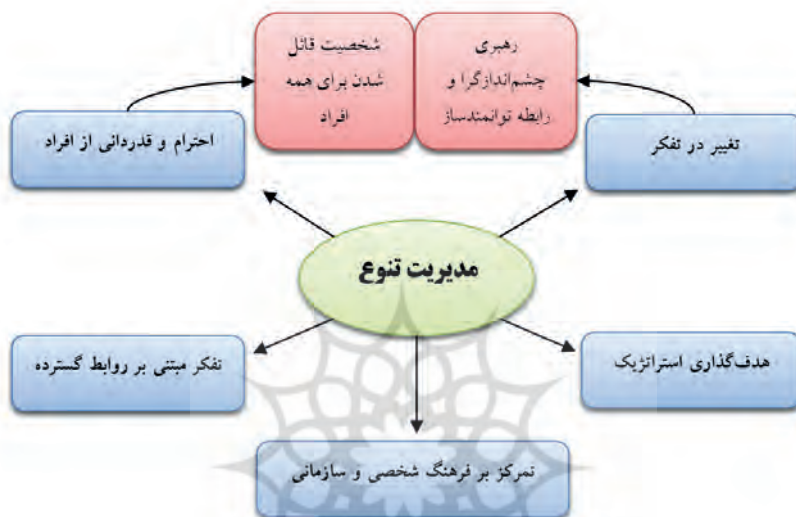 رهبری
چشم‌اندازگرا و
رابطه توانمندساز
شخصیت قائل
شدن برای همه
افراد
تغییر در تفکر
احترام و قدردانی از افراد
مدیریت تنوع
هدف‌گذاری استراتژیک
تفکر مبتنی بر روابط گسترده
تمرکز بر فرهنگ شخصی و سازمانی